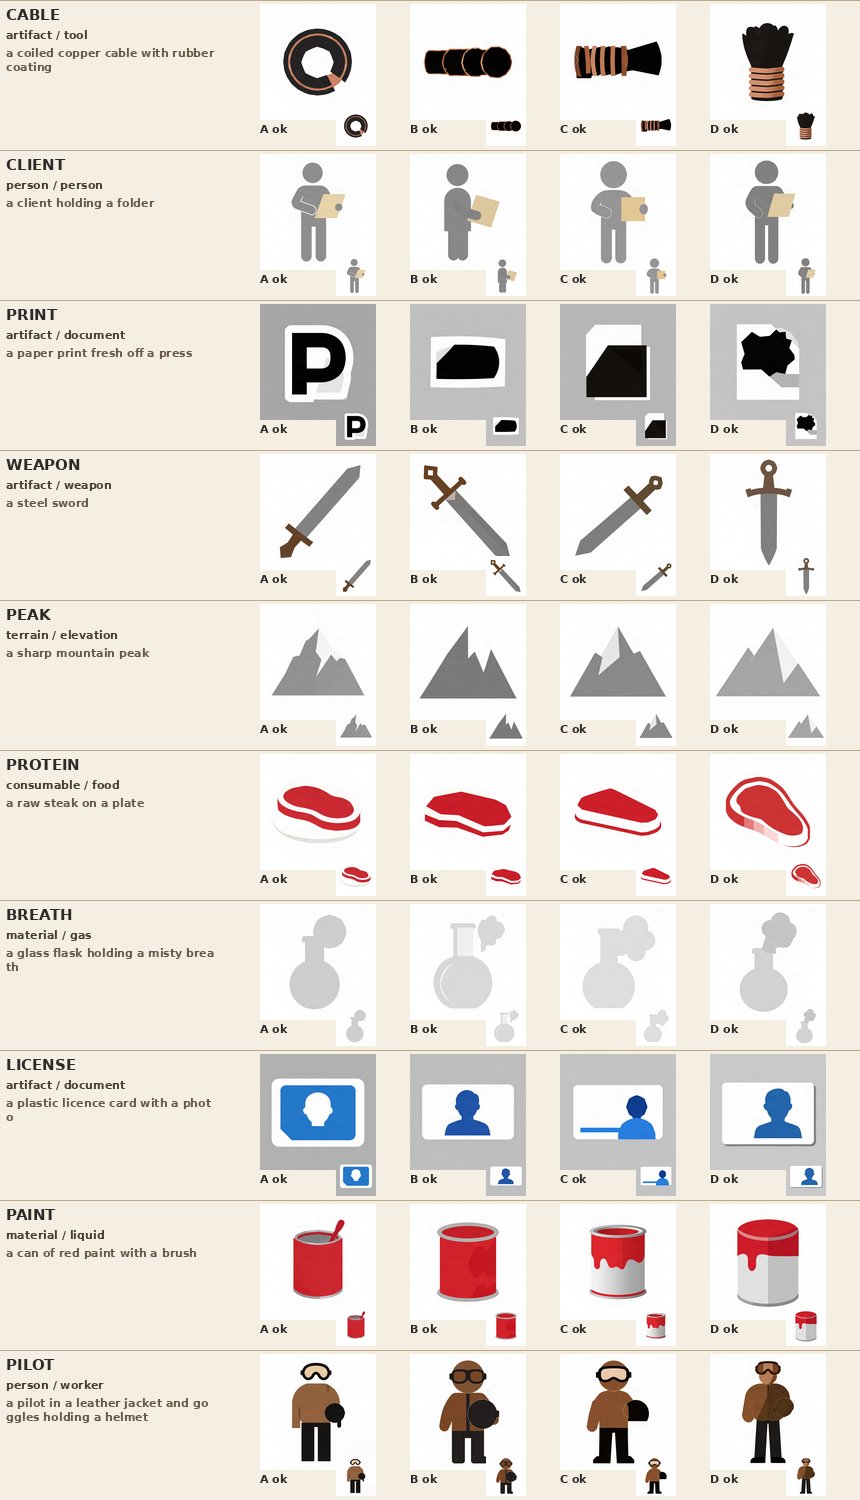 CABLE
artifact / tool
a coiled copper cable with rubber
coating
A ok
B ok
C ok
D ok
CLIENT
person / person
a client holding a folder
A ok
B ok
C ok
D ok
PRINT
artifact / document
a paper print fresh off a press
P
P
A ok
B ok
C ok
D ok
WEAPON
artifact / weapon
a steel sword
A ok
B ok
C ok
D ok
PEAK
terrain / elevation
a sharp mountain peak
A ok
B ok
C ok
D ok
PROTEIN
consumable / food
a raw steak on a plate
A ok
B ok
C ok
D ok
BREATH
material / gas
a glass flask holding a misty brea
th
A ok
B ok
C ok
D ok
LICENSE
artifact / document
a plastic licence card with a phot
o
A ok
B ok
C ok
D ok
PAINT
material / liquid
a can of red paint with a brush
A ok
B ok
C ok
D ok
PILOT
person / worker
a pilot in a leather jacket and go
ggles holding a helmet
A ok
B ok
C ok
D ok